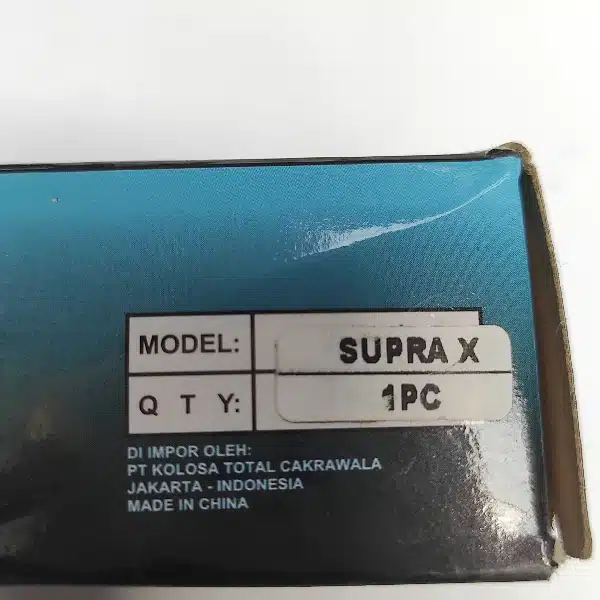 MODEL: SUPRA X
Q T Y: 1PC
DI IMPOR OLEH:
PT KOLOSA TOTAL CAKRAWALA
JAKARTA - INDONESIA
MADE IN CHINA